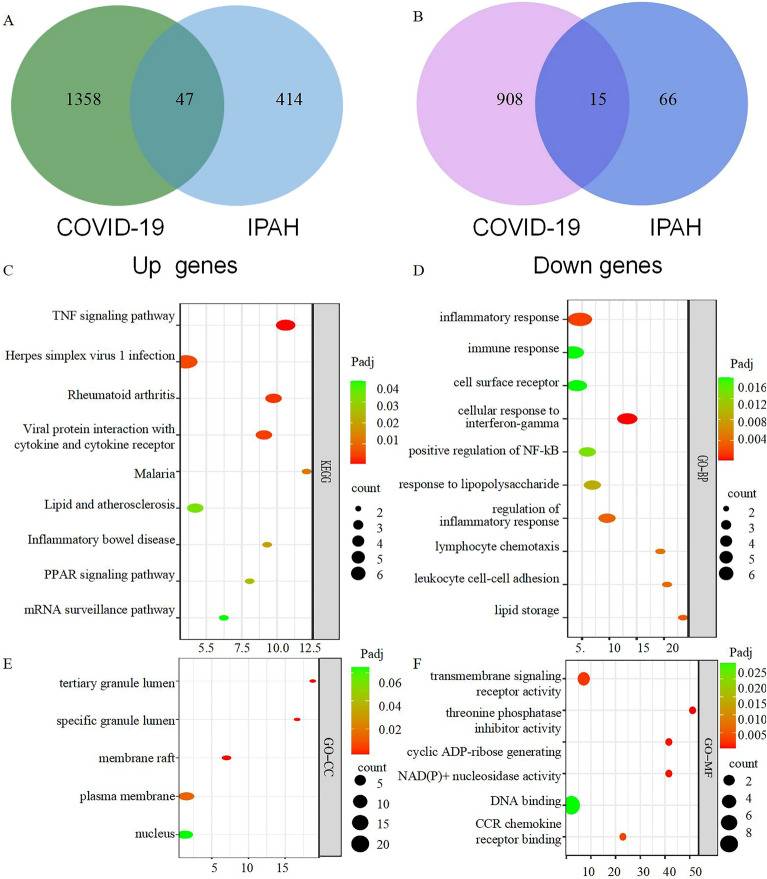 A
1358
47
414
COVID-19
IPAH
Up genes
B
908
15
66
COVID-19
IPAH
Down genes
C
TNF signaling pathway
Herpes simplex virus 1 infection
Rheumatoid arthritis
Viral protein interaction with
cytokine and cytokine receptor
Malaria
Lipid and atherosclerosis
Inflammatory bowel disease
PPAR signaling pathway
mRNA surveillance pathway
5.5
7.5
10.0
12.5
KEGG
Padj
0.04
0.03
0.02
0.01
count
2
3
4
5
6
D
inflammatory response
immune response
cell surface receptor
cellular response to
interferon-gamma
positive regulation of NF-kB
response to lipopolysaccharide
regulation of
inflammatory response
lymphocyte chemotaxis
leukocyte cell-cell adhesion
lipid storage
5.
10
15
20
GO-BP
Padj
0.016
0.012
0.008
0.004
count
2
3
4
5
6
E
tertiary granule lumen
specific granule lumen
membrane raft
plasma membrane
nucleus
5
10
15
GO-CC
Padj
0.06
0.04
0.02
count
5
10
15
20
F
transmembrane signaling
receptor activity
threonine phosphatase
inhibitor activity
cyclic ADP-ribose generating
NAD(P)+ nucleosidase activity
DNA binding
CCR chemokine
receptor binding
10
20
30
40
50
GO-MF
Padj
0.025
0.020
0.015
0.010
0.005
count
2
4
6
8